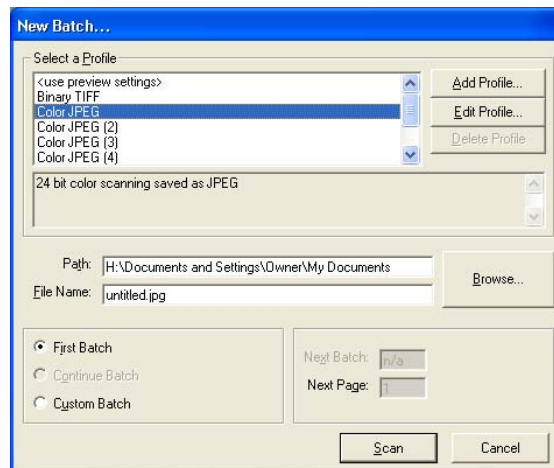 New Batch...
Select a Profile
<use preview settings>
Binary TIFF
Color JPEG
Color JPEG (2)
Color JPEG (3)
Color JPEG (4)
Add Profile...
Edit Profile...
Delete Profile
24 bit color scanning saved as JPEG
Path: H:\Documents and Settings\Owner\My Documents
File Name: untitled.jpg
Browse...
First Batch
Continue Batch
Custom Batch
Next Batch: n/a
Next Page: 1
Scan Cancel